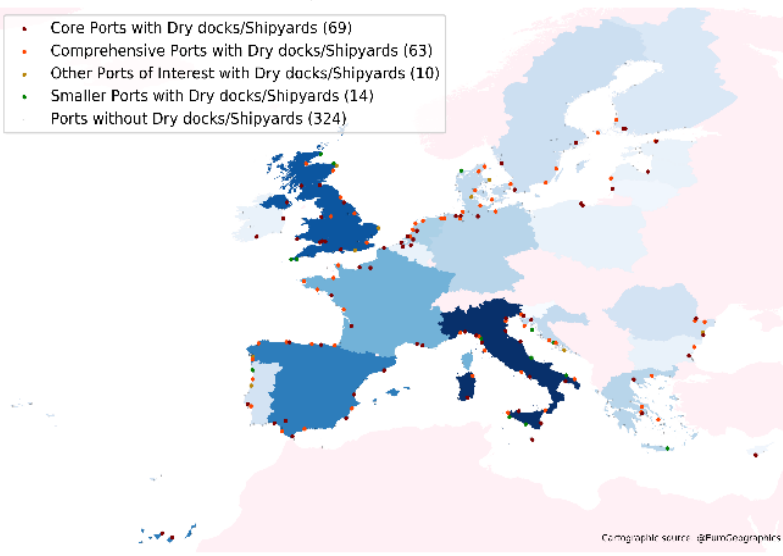 Core Ports with Dry docks/Shipyards (69)
Comprehensive Ports with Dry docks/Shipyards (63)
Other Ports of Interest with Dry docks/Shipyards (10)
Smaller Ports with Dry docks/Shipyards (14)
Ports without Dry docks/Shipyards (324)
Cartographic source: @EuroGeographics